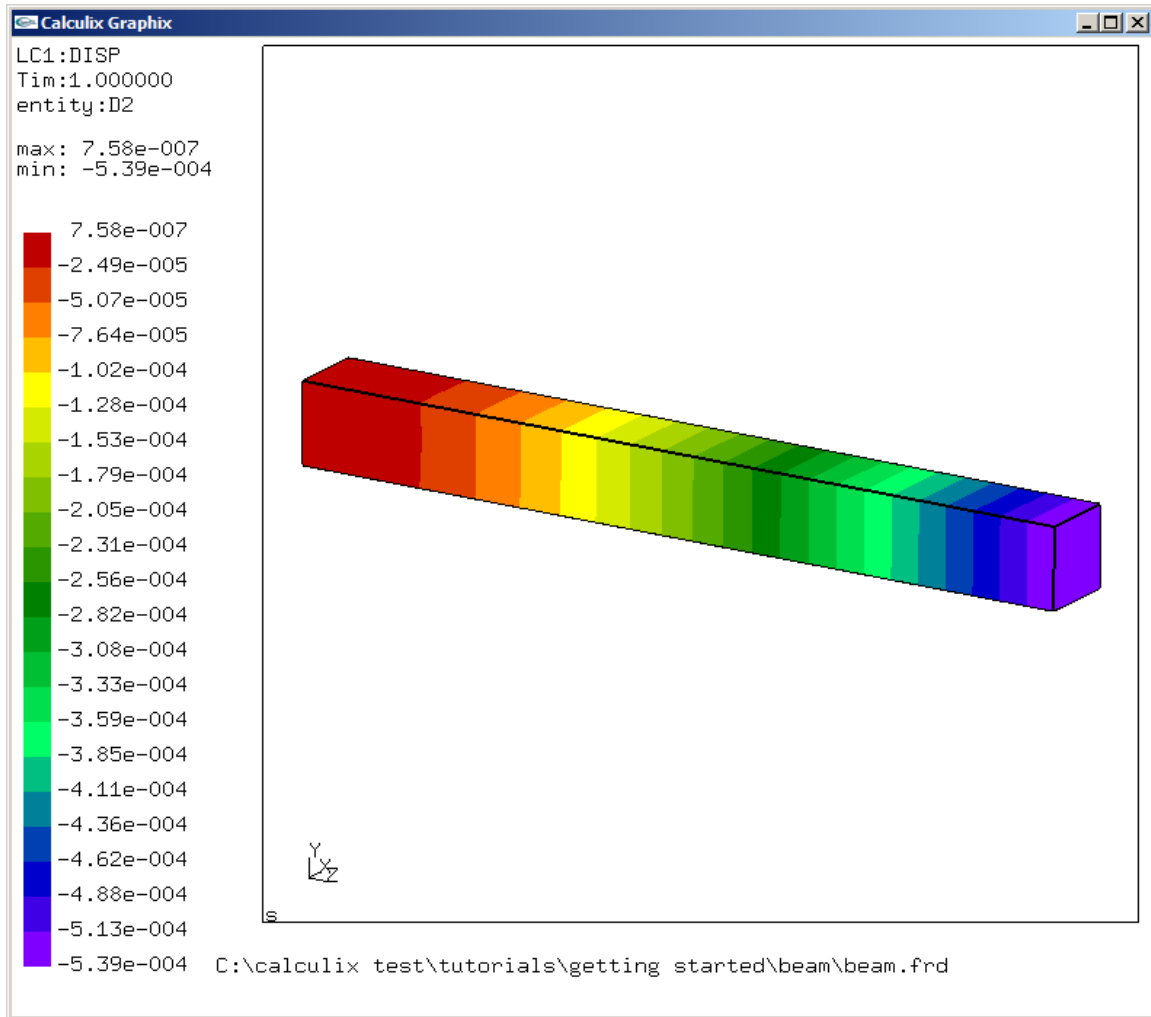 Calculix Graphix
LC1:DISP
Tim:1.000000
entity:D2
max: 7.58e-007
min: -5.39e-004
7.58e-007
-2.49e-005
-5.07e-005
-7.64e-005
-1.02e-004
-1.28e-004
-1.53e-004
-1.79e-004
-2.05e-004
-2.31e-004
-2.56e-004
-2.82e-004
-3.08e-004
-3.33e-004
-3.59e-004
-3.85e-004
-4.11e-004
-4.36e-004
-4.62e-004
-4.88e-004
-5.13e-004
-5.39e-004
Y
X
Z
s
C:\calculix test\tutorials\getting started\beam\beam.frd